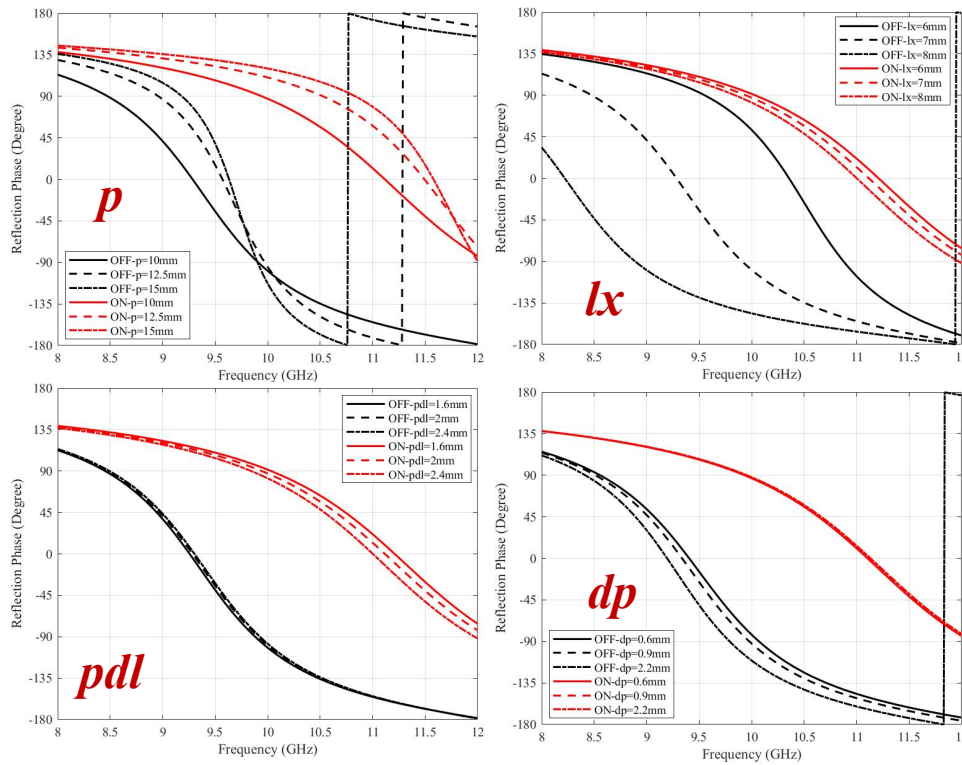 180
135
90
45
0
-45
-90
-135
-180
Reflection Phase (Degree)
p
OFF-p=10mm
OFF-p=12.5mm
OFF-p=15mm
ON-p=10mm
ON-p=12.5mm
ON-p=15mm
8 8.5 9 9.5 10 10.5 11 11.5 12
Frequency (GHz)
180
135
90
45
0
-45
-90
-135
-180
Reflection Phase (Degree)
OFF-lx=6mm
OFF-lx=7mm
OFF-lx=8mm
ON-lx=6mm
ON-lx=7mm
ON-lx=8mm
lx
8 8.5 9 9.5 10 10.5 11 11.5 12
Frequency (GHz)
180
135
90
45
0
-45
-90
-135
-180
Reflection Phase (Degree)
OFF-pdl=1.6mm
OFF-pdl=2mm
OFF-pdl=2.4mm
ON-pdl=1.6mm
ON-pdl=2mm
ON-pdl=2.4mm
pdl
8 8.5 9 9.5 10 10.5 11 11.5 12
Frequency (GHz)
180
135
90
45
0
-45
-90
-135
-180
Reflection Phase (Degree)
dp
OFF-dp=0.6mm
OFF-dp=0.9mm
OFF-dp=2.2mm
ON-dp=0.6mm
ON-dp=0.9mm
ON-dp=2.2mm
8 8.5 9 9.5 10 10.5 11 11.5
Frequency (GHz)